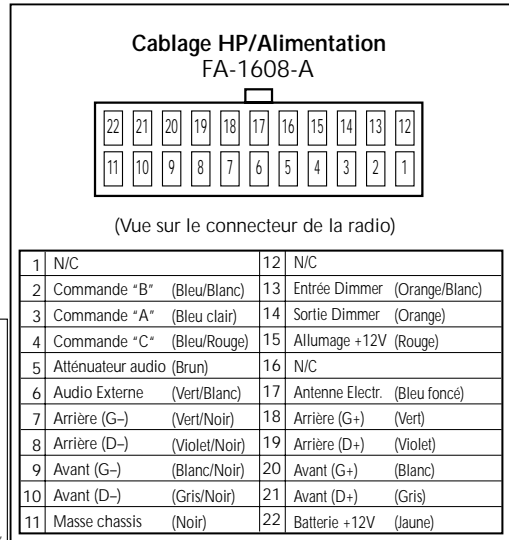 Cablage HP/Alimentation
FA-1608-A
22 21 20 19 18 17 16 15 14 13 12
11 10 9 8 7 6 5 4 3 2 1
(Vue sur le connecteur de la radio)
1 N/C 12 N/C
2 Commande "B" (Bleu/Blanc) 13 Entrée Dimmer (Orange/Blanc)
3 Commande "A" (Bleu clair) 14 Sortie Dimmer (Orange)
4 Commande "C" (Bleu/Rouge) 15 Allumage +12V (Rouge)
5 Atténuateur audio (Brun) 16 N/C
6 Audio Externe (Vert/Blanc) 17 Antenne Electr. (Bleu foncé)
7 Arrière (G–) (Vert/Noir) 18 Arrière (G+) (Vert)
8 Arrière (D–) (Violet/Noir) 19 Arrière (D+) (Violet)
9 Avant (G–) (Blanc/Noir) 20 Avant (G+) (Blanc)
10 Avant (D–) (Gris/Noir) 21 Avant (D+) (Gris)
11 Masse chassis (Noir) 22 Batterie +12V (Jaune)